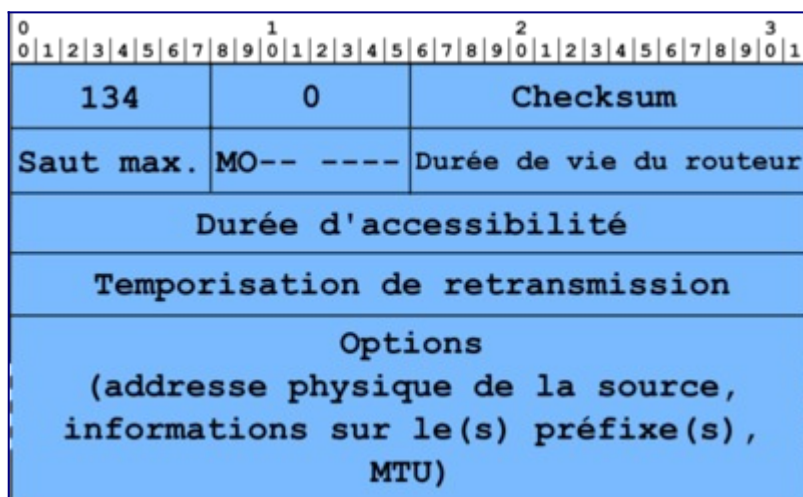 0 1 2 3
0 1 2 3 4 5 6 7 8 9 0 1 2 3 4 5 6 7 8 9 0 1 2 3 4 5 6 7 8 9 0 1
134 0 Checksum
Saut max. MO-- ---- Durée de vie du routeur
Durée d'accessibilité
Temporisation de retransmission
Options
(addresse physique de la source,
informations sur le(s) préfixe(s),
MTU)